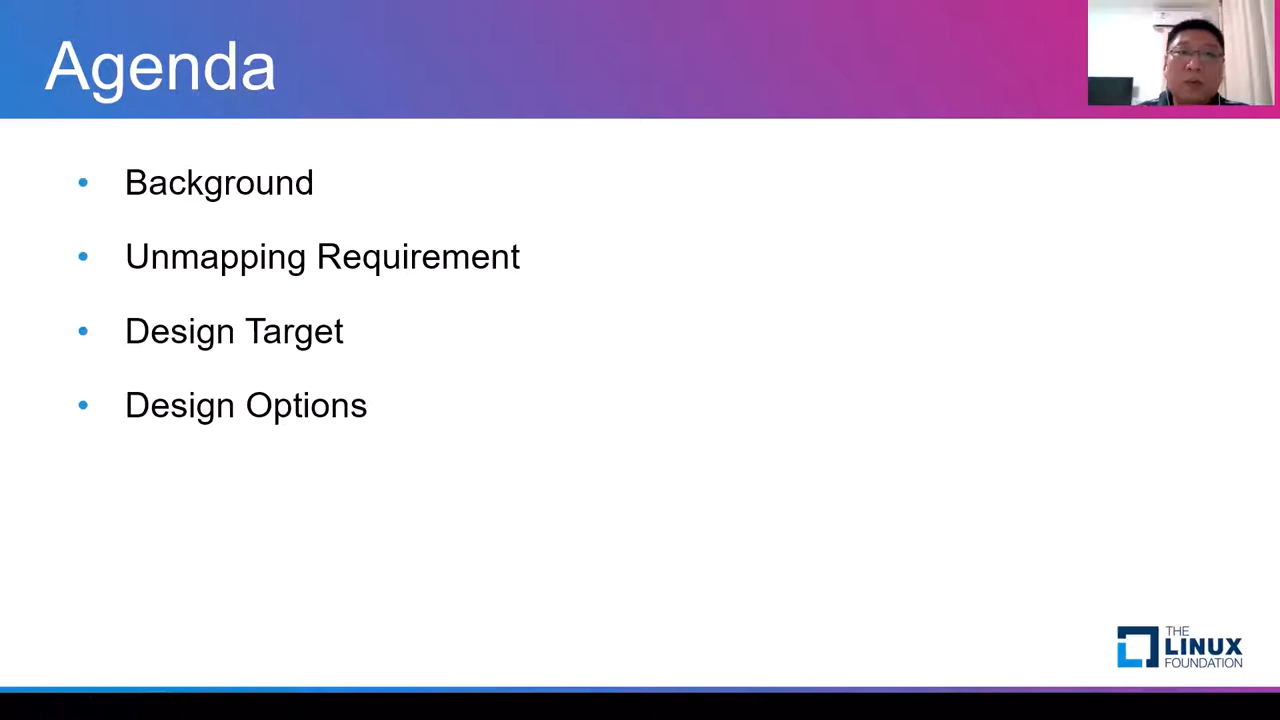 Agenda
• Background
• Unmapping Requirement
• Design Target
• Design Options
THE
LINUX
FOUNDATION